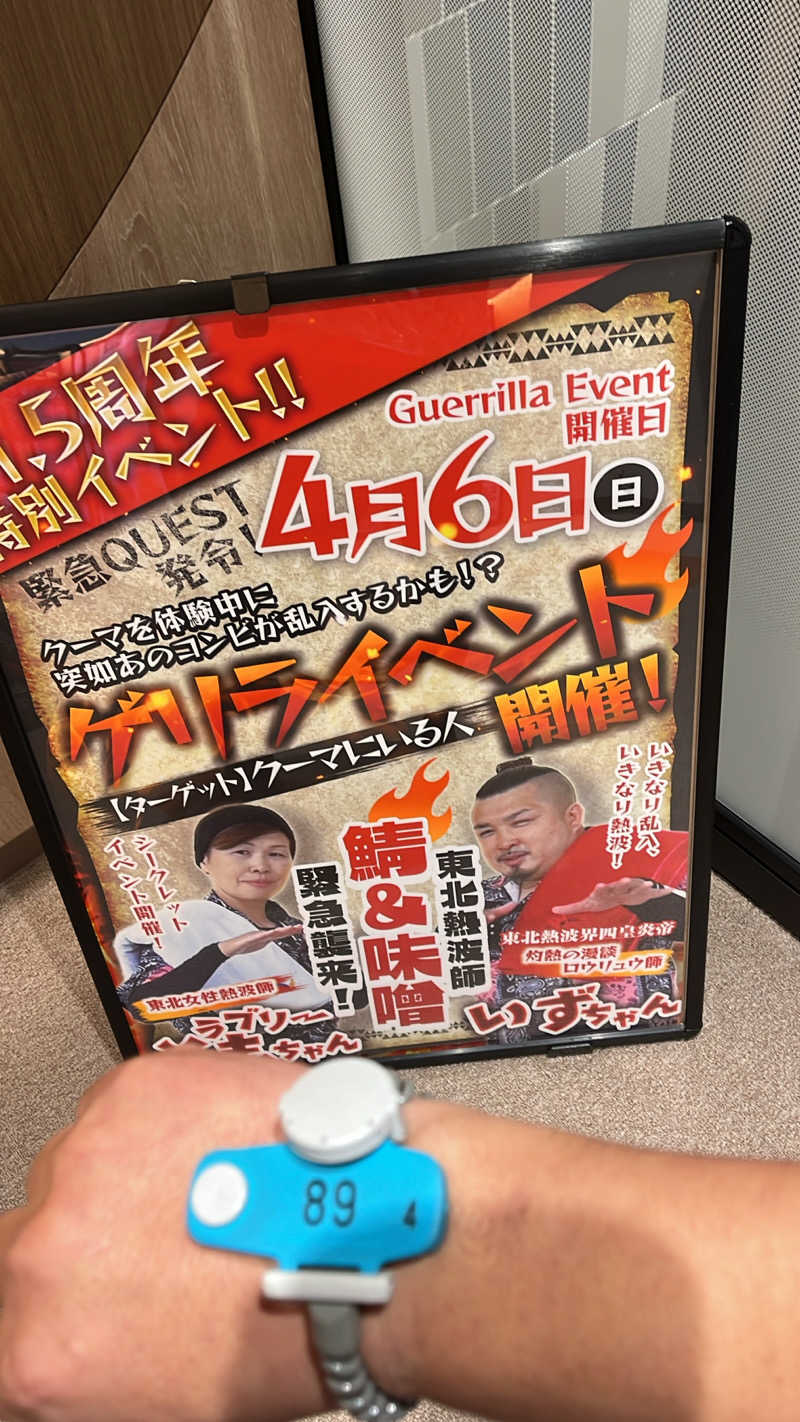 1.5周年
特別イベント!!
Guerrilla Event
開催日
4月6日 日
緊急QUEST
発令!
クーマを体験中に
突如あのコンビが乱入するかも!?
ゲリライベント
開催!
【ターゲット】クーマにいる人
シークレット
イベント開催!
緊急襲来!
鯖&味噌
東北熱波師
いきなり乱入、
いきなり熱波!
東北女性熱波師
ラブリー
ちゃん
東北熱波界四皇炎帝
灼熱の漫談
ロウリュウ師
いずちゃん
89
4